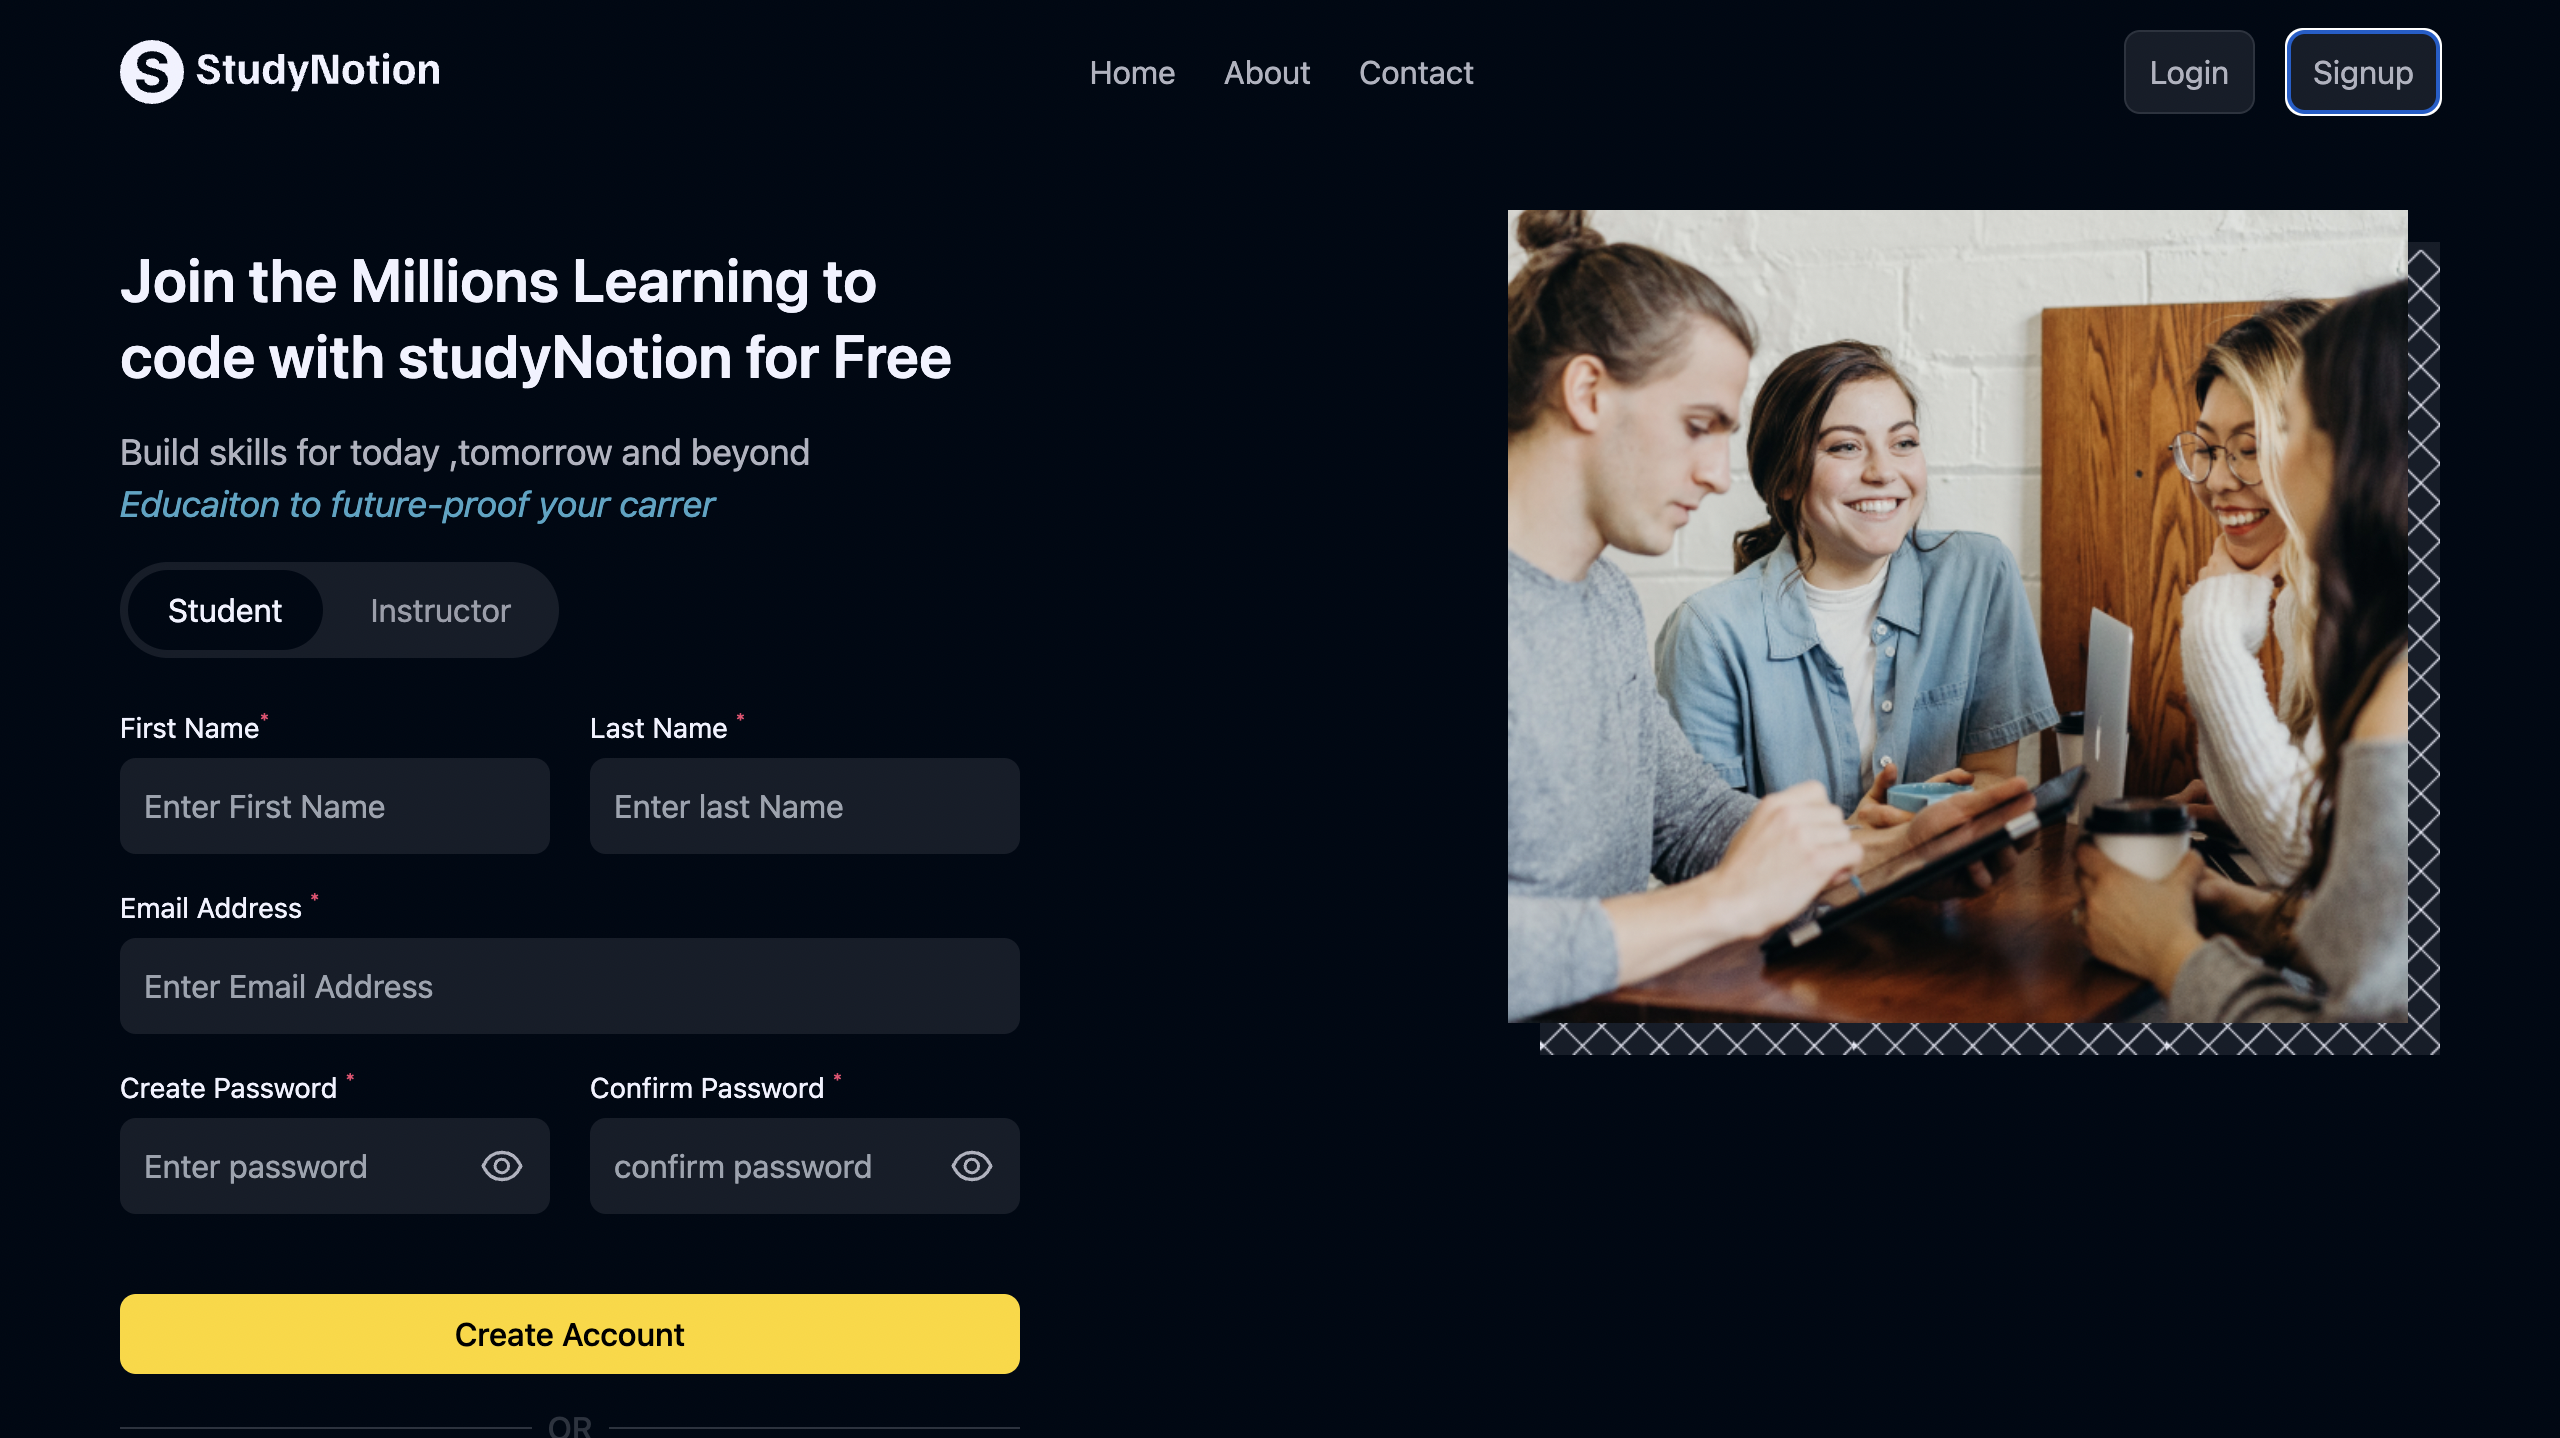 S StudyNotion
Home About Contact
Login Signup
Join the Millions Learning to
code with studyNotion for Free
Build skills for today ,tomorrow and beyond
Educaiton to future-proof your carrer
Student Instructor
First Name* Last Name *
Enter First Name Enter last Name
Email Address *
Enter Email Address
Create Password * Confirm Password *
Enter password confirm password
Create Account
OR